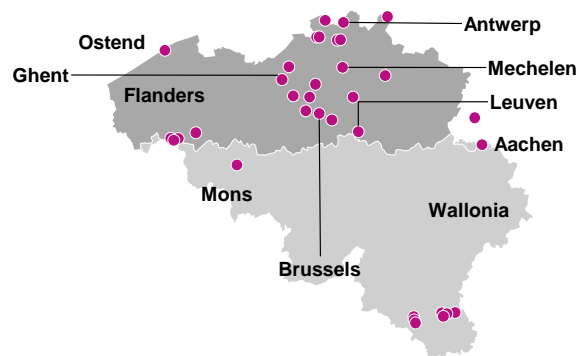 Antwerp
Ostend
Ghent
Mechelen
Flanders
Leuven
Aachen
Mons
Wallonia
Brussels